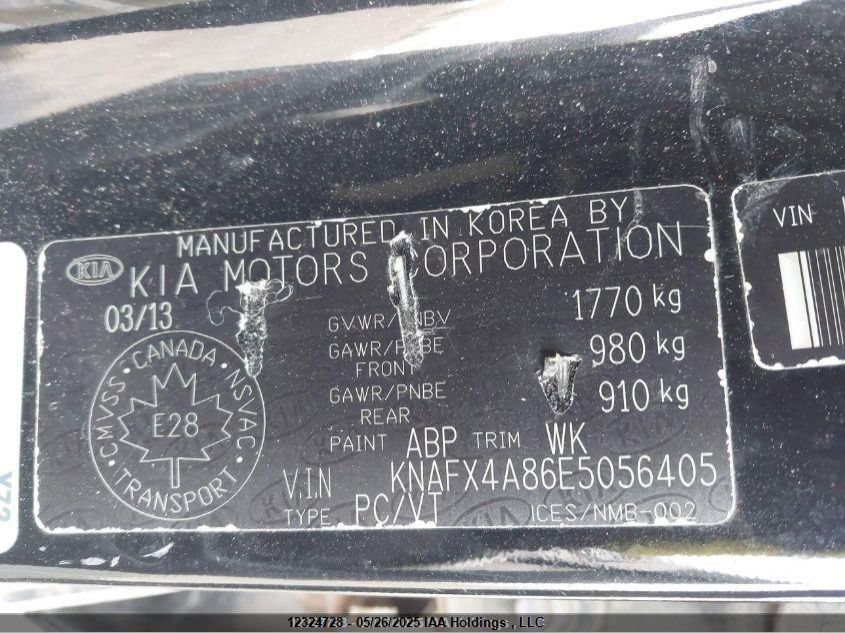 MANUFACTURED IN KOREA BY
KIA
KIA MOTORS CORPORATION
03/13
GVWR/PNBV 1770 kg
GAWR/PNBE FRONT 980 kg
GAWR/PNBE REAR 910 kg
PAINT ABP TRIM WK
CANADA
CMVSS
NSVAC
E28
TRANSPORT
V.I.N KNAFX4A86E5056405
TYPE PC/VT ICES/NMB-002
VIN
12324728 - 05/26/2025 IAA Holdings , LLC